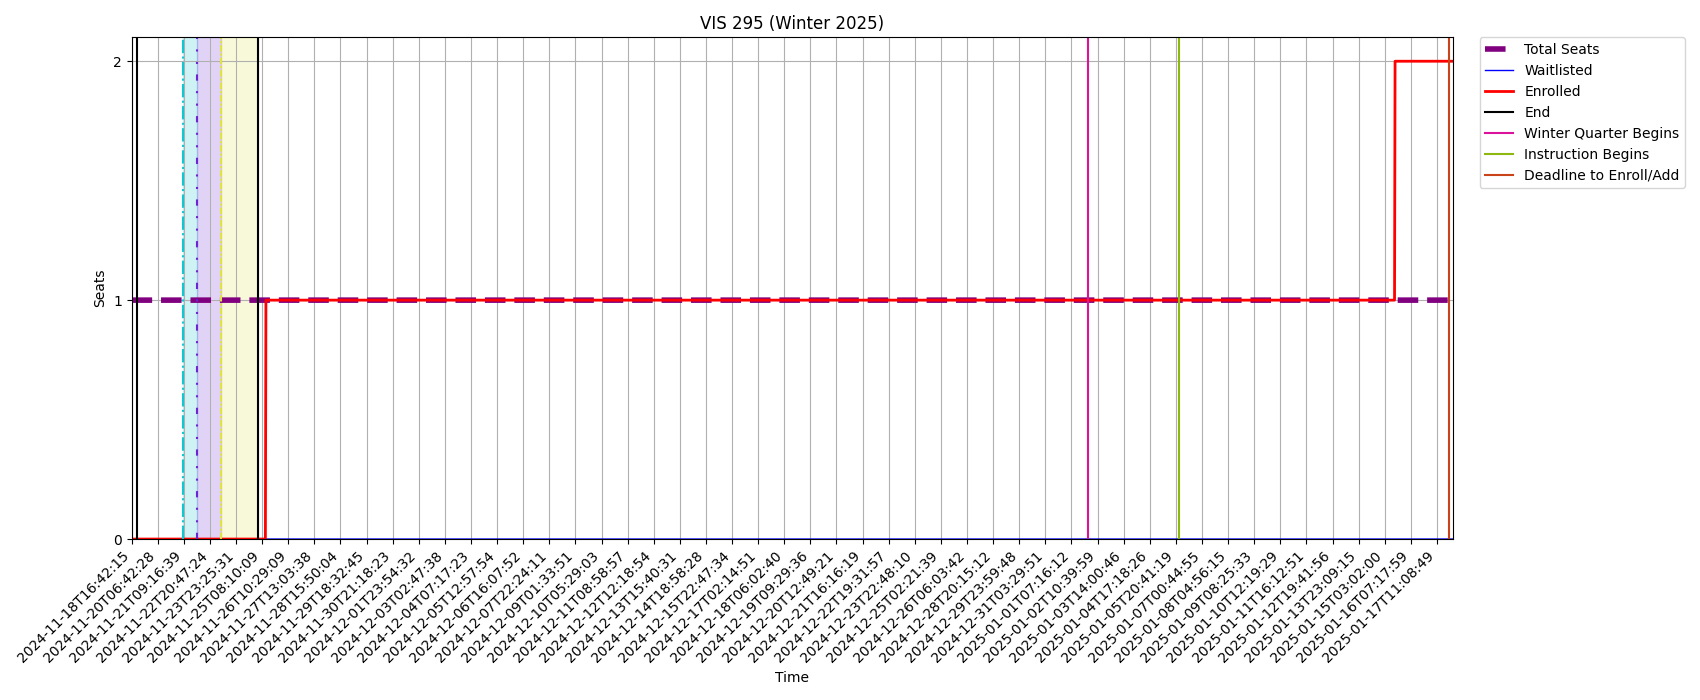 VIS 295 (Winter 2025)
Total Seats
Waitlisted
Enrolled
End
Winter Quarter Begins
Instruction Begins
Deadline to Enroll/Add
Seats
2
1
0
2024-11-18T16:42:15
2024-11-20T06:42:28
2024-11-21T09:16:39
2024-11-22T20:47:24
2024-11-23T23:25:31
2024-11-25T08:10:09
2024-11-26T10:29:09
2024-11-27T13:03:38
2024-11-28T15:50:04
2024-11-29T18:32:45
2024-11-30T21:18:23
2024-12-01T23:54:32
2024-12-03T02:47:38
2024-12-04T07:17:23
2024-12-05T12:57:54
2024-12-06T16:07:52
2024-12-07T22:24:11
2024-12-09T01:33:51
2024-12-10T05:29:03
2024-12-11T08:58:57
2024-12-12T12:18:54
2024-12-13T15:40:31
2024-12-14T18:58:28
2024-12-15T22:47:34
2024-12-17T02:14:51
2024-12-18T06:02:40
2024-12-19T09:29:36
2024-12-20T12:49:21
2024-12-21T16:16:19
2024-12-22T19:31:57
2024-12-23T22:48:10
2024-12-25T02:21:39
2024-12-26T06:03:42
2024-12-28T20:15:12
2024-12-29T23:59:48
2024-12-31T03:29:51
2025-01-01T07:16:12
2025-01-02T10:39:59
2025-01-03T14:00:46
2025-01-04T17:18:26
2025-01-05T20:41:19
2025-01-07T00:44:55
2025-01-08T04:56:15
2025-01-09T08:25:33
2025-01-10T12:19:29
2025-01-11T16:12:51
2025-01-12T19:41:56
2025-01-13T23:09:15
2025-01-15T03:02:00
2025-01-16T07:17:59
2025-01-17T11:08:49
Time